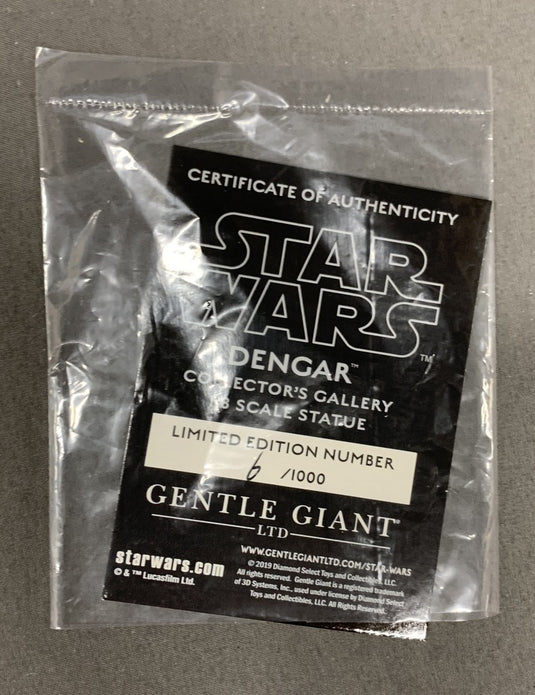 CERTIFICATE OF AUTHENTICITY
STAR
WARS™
DENGAR™
COLLECTOR'S GALLERY
SCALE STATUE
LIMITED EDITION NUMBER
6 /1000
GENTLE GIANT®
LTD
WWW.GENTLEGIANTLTD.COM/STAR-WARS
starwars.com
© & ™ Lucasfilm Ltd.
© 2019 Diamond Select Toys and Collectibles, LLC.
All rights reserved. Gentle Giant is a registered trademark
of 3D Systems, Inc., used under license by Diamond Select
Toys and Collectibles, LLC. All Rights Reserved.